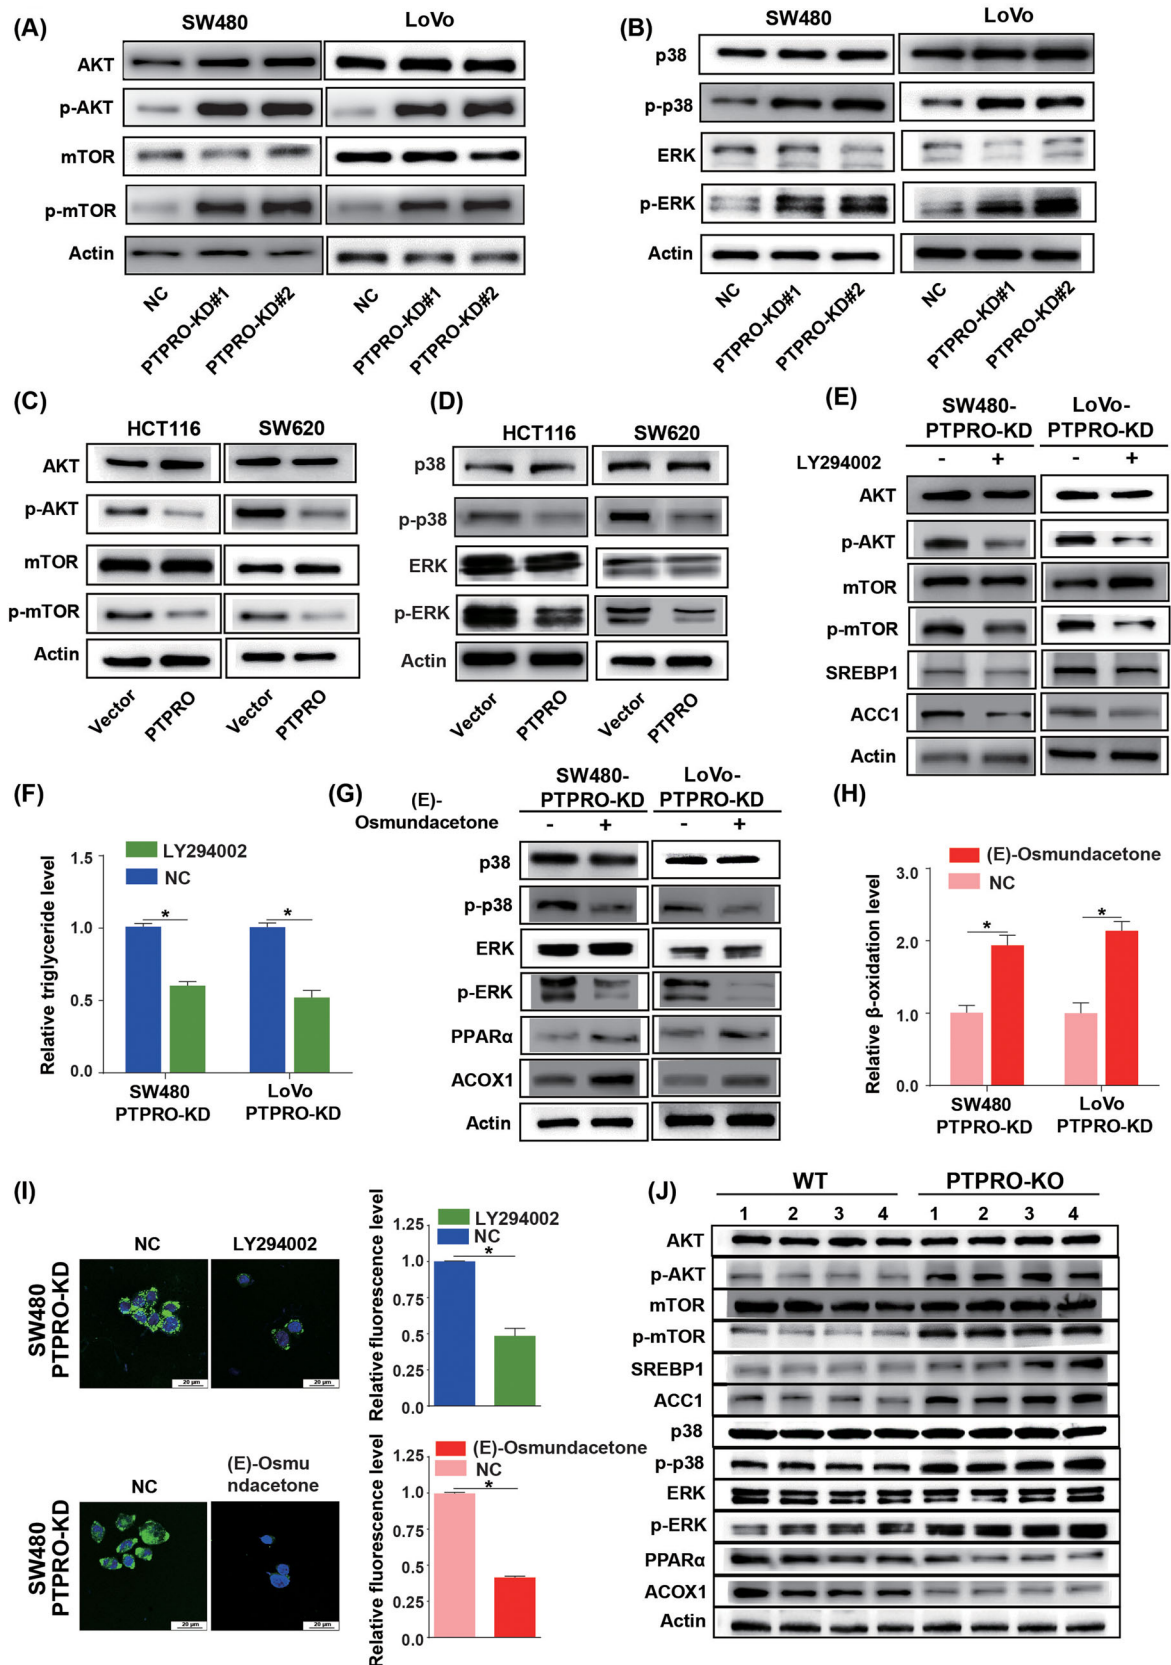 (A)
SW480 LoVo
AKT
p-AKT
mTOR
p-mTOR
Actin
NC PTPRO-KD#1 PTPRO-KD#2 NC PTPRO-KD#1 PTPRO-KD#2
(B)
SW480 LoVo
p38
p-p38
ERK
p-ERK
Actin
NC PTPRO-KD#1 PTPRO-KD#2 NC PTPRO-KD#1 PTPRO-KD#2
(C)
HCT116 SW620
AKT
p-AKT
mTOR
p-mTOR
Actin
Vector PTPRO Vector PTPRO
(D)
HCT116 SW620
p38
p-p38
ERK
p-ERK
Actin
Vector PTPRO Vector PTPRO
(E)
SW480- LoVo-
PTPRO-KD PTPRO-KD
LY294002 - + - +
AKT
p-AKT
mTOR
p-mTOR
SREBP1
ACC1
Actin
(F)
LY294002
NC
Relative triglyceride level
1.5
1.0
0.5
0.0
* *
SW480 LoVo
PTPRO-KD PTPRO-KD
(G)
SW480- LoVo-
PTPRO-KD PTPRO-KD
(E)-
Osmundacetone - + - +
p38
p-p38
ERK
p-ERK
PPARα
ACOX1
Actin
(H)
(E)-Osmundacetone
NC
Relative β-oxidation level
3.0
2.0
1.0
0.0
* *
SW480 LoVo
PTPRO-KD PTPRO-KD
(I)
NC LY294002
SW480
PTPRO-KD
20 μm 20 μm
LY294002
NC
Relative fluorescence level
1.25
1.00
0.75
0.5
0.25
0.0
*
NC (E)-Osmu
ndacetone
SW480
PTPRO-KD
20 μm 20 μm
(E)-Osmundacetone
NC
Relative fluorescence level
1.25
1.0
0.75
0.5
0.25
0.0
*
(J)
WT PTPRO-KO
1 2 3 4 1 2 3 4
AKT
p-AKT
mTOR
p-mTOR
SREBP1
ACC1
p38
p-p38
ERK
p-ERK
PPARα
ACOX1
Actin